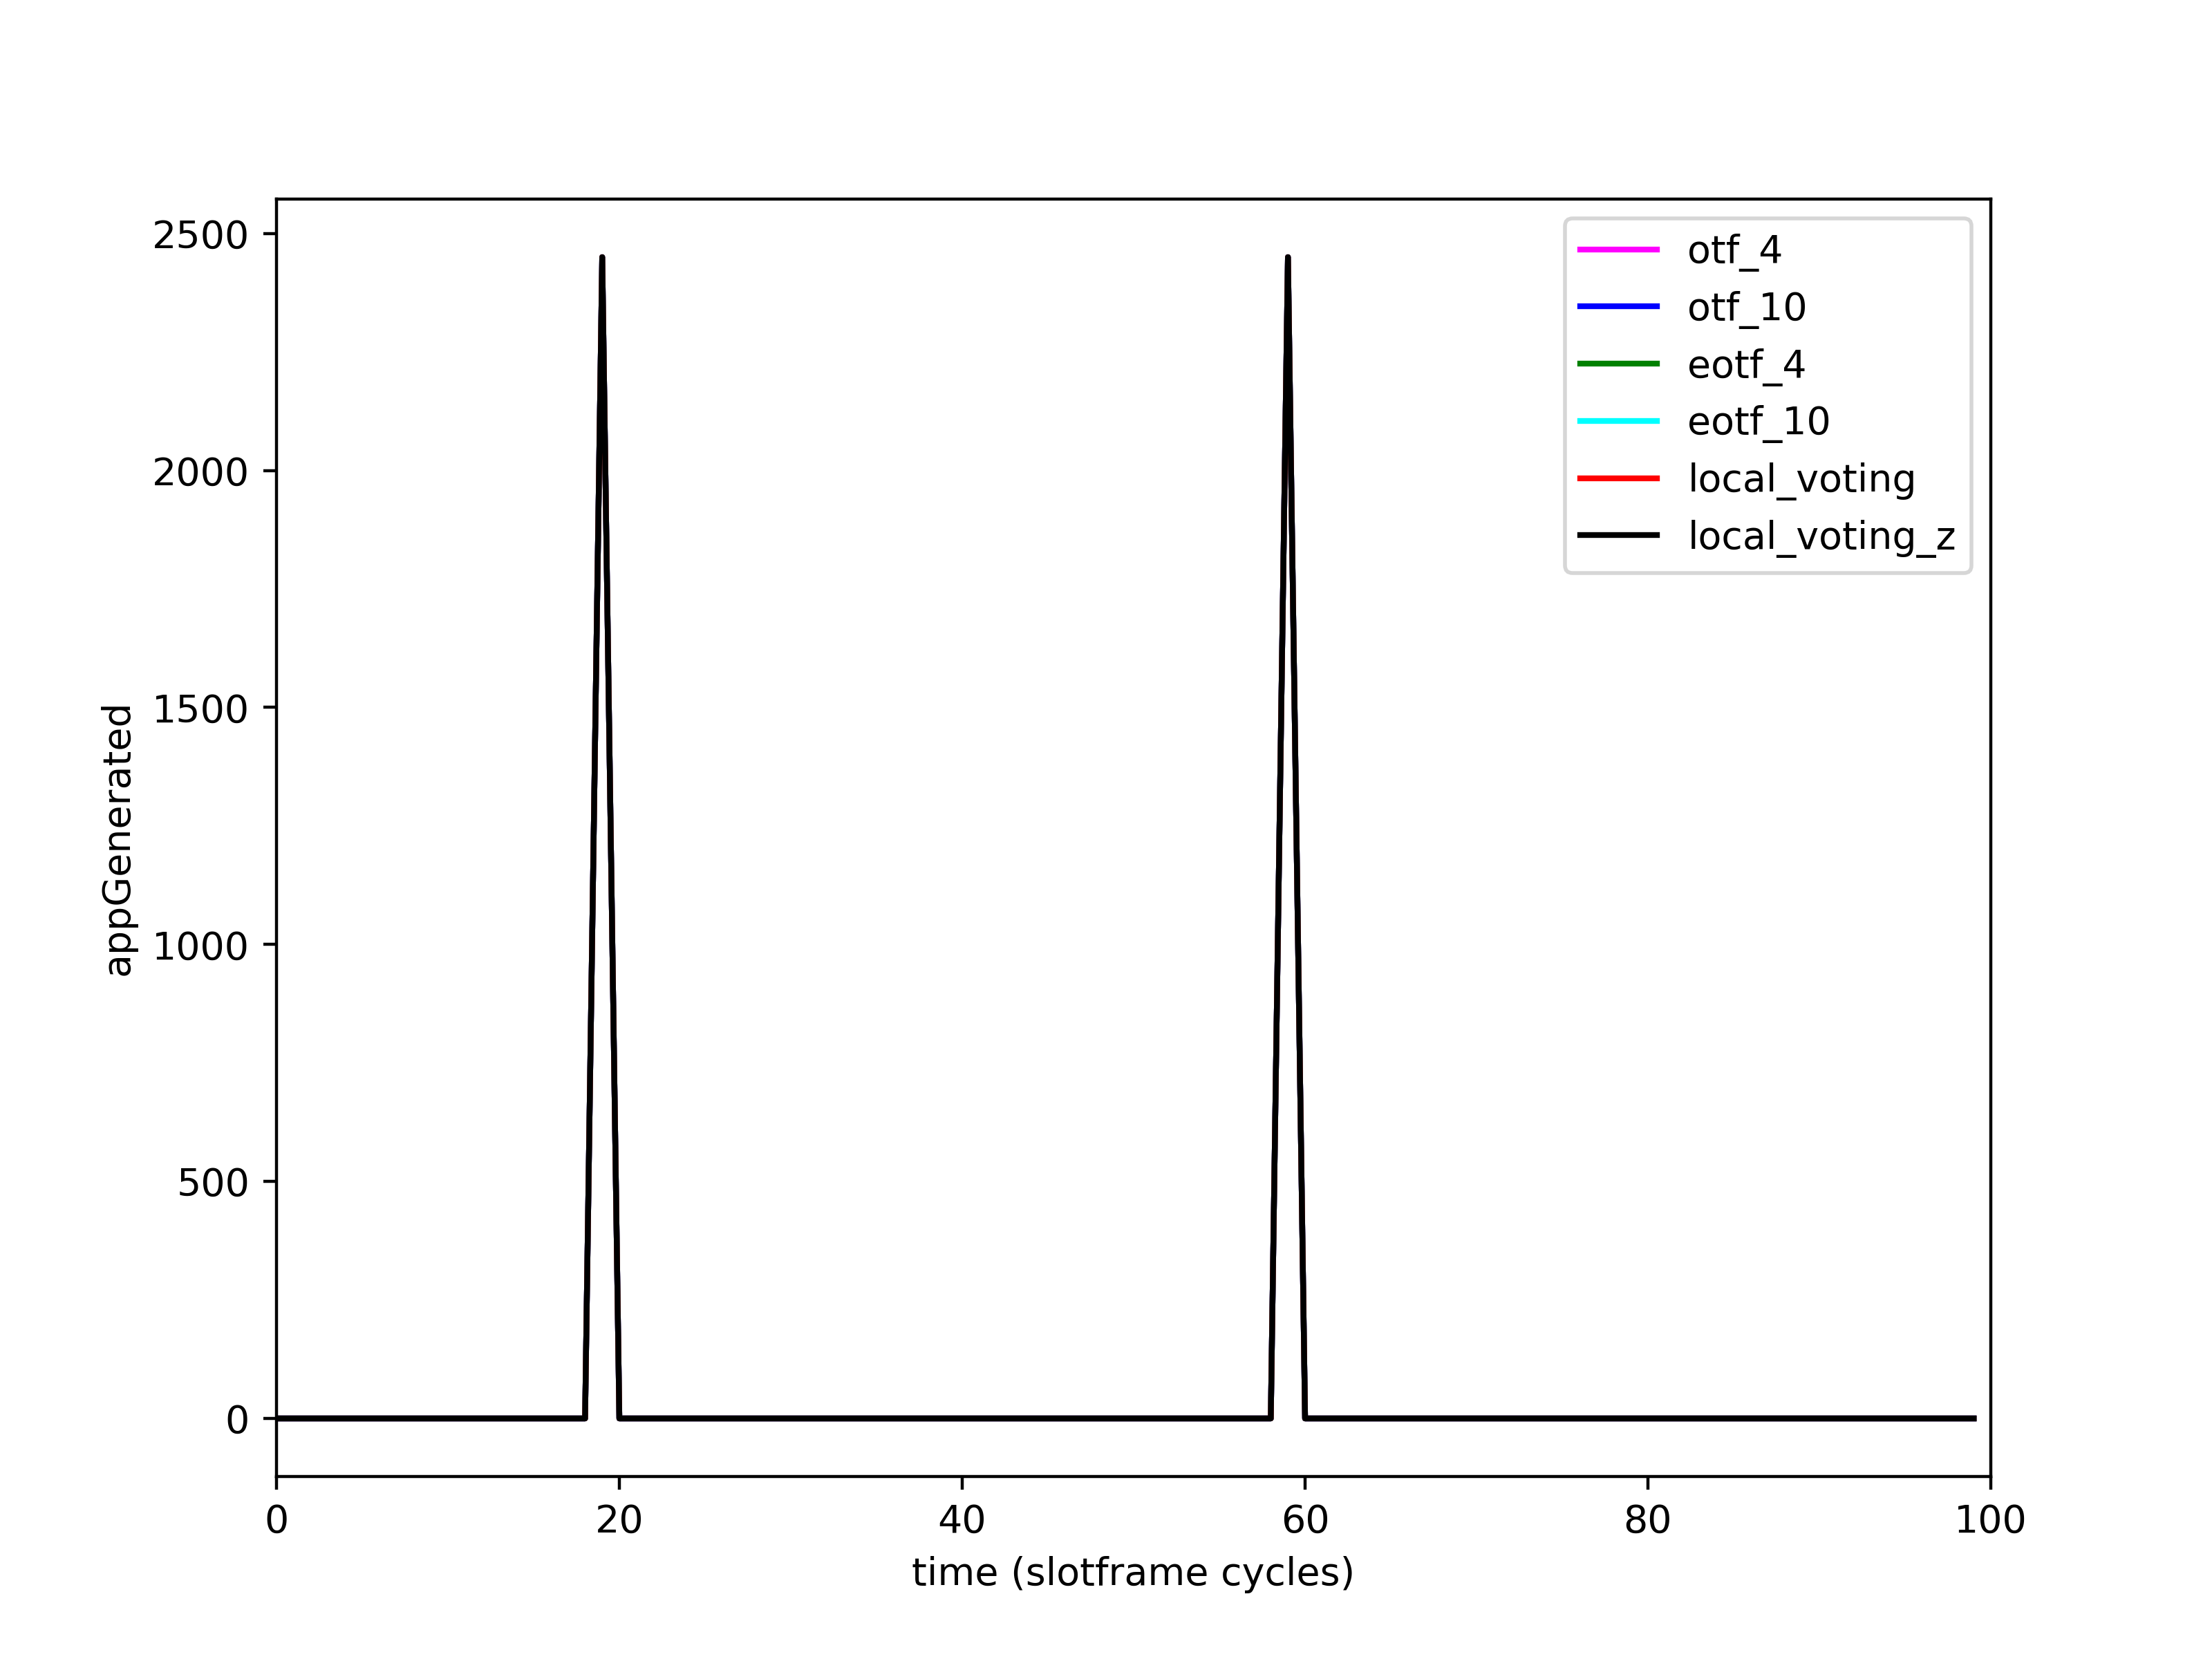 2500
2000
1500
1000
500
0
appGenerated
0 20 40 60 80 100
time (slotframe cycles)
otf_4
otf_10
eotf_4
eotf_10
local_voting
local_voting_z